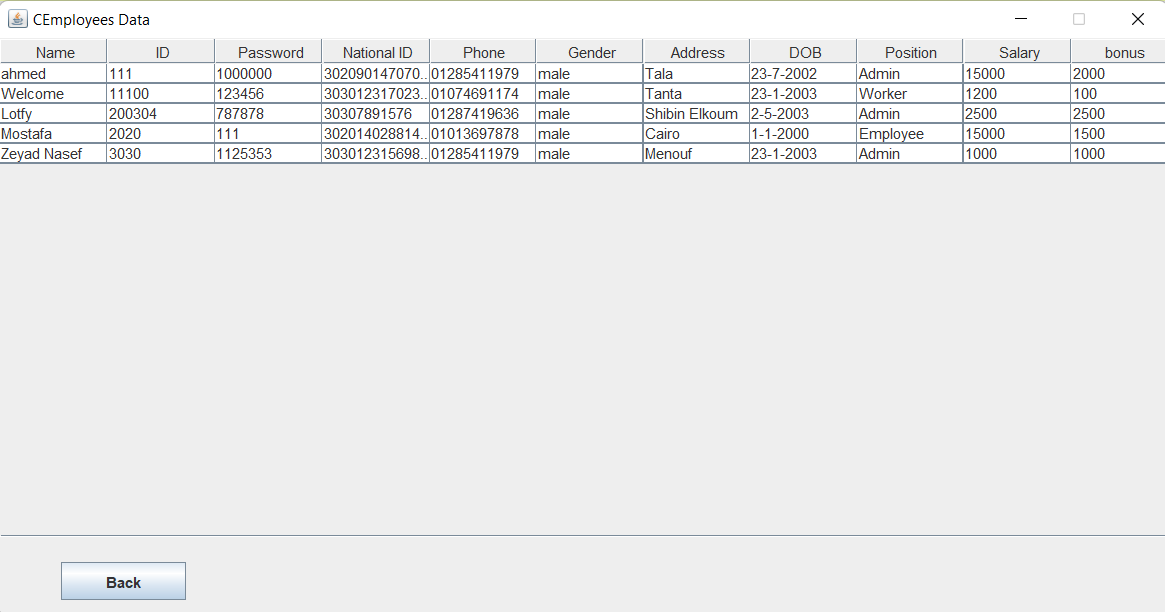 CEmployees Data
Name ID Password National ID Phone Gender Address DOB Position Salary bonus
ahmed 111 1000000 302090147070.. 01285411979 male Tala 23-7-2002 Admin 15000 2000
Welcome 11100 123456 303012317023.. 01074691174 male Tanta 23-1-2003 Worker 1200 100
Lotfy 200304 787878 30307891576 01287419636 male Shibin Elkoum 2-5-2003 Admin 2500 2500
Mostafa 2020 111 302014028814.. 01013697878 male Cairo 1-1-2000 Employee 15000 1500
Zeyad Nasef 3030 1125353 303012315698.. 01285411979 male Menouf 23-1-2003 Admin 1000 1000
Back